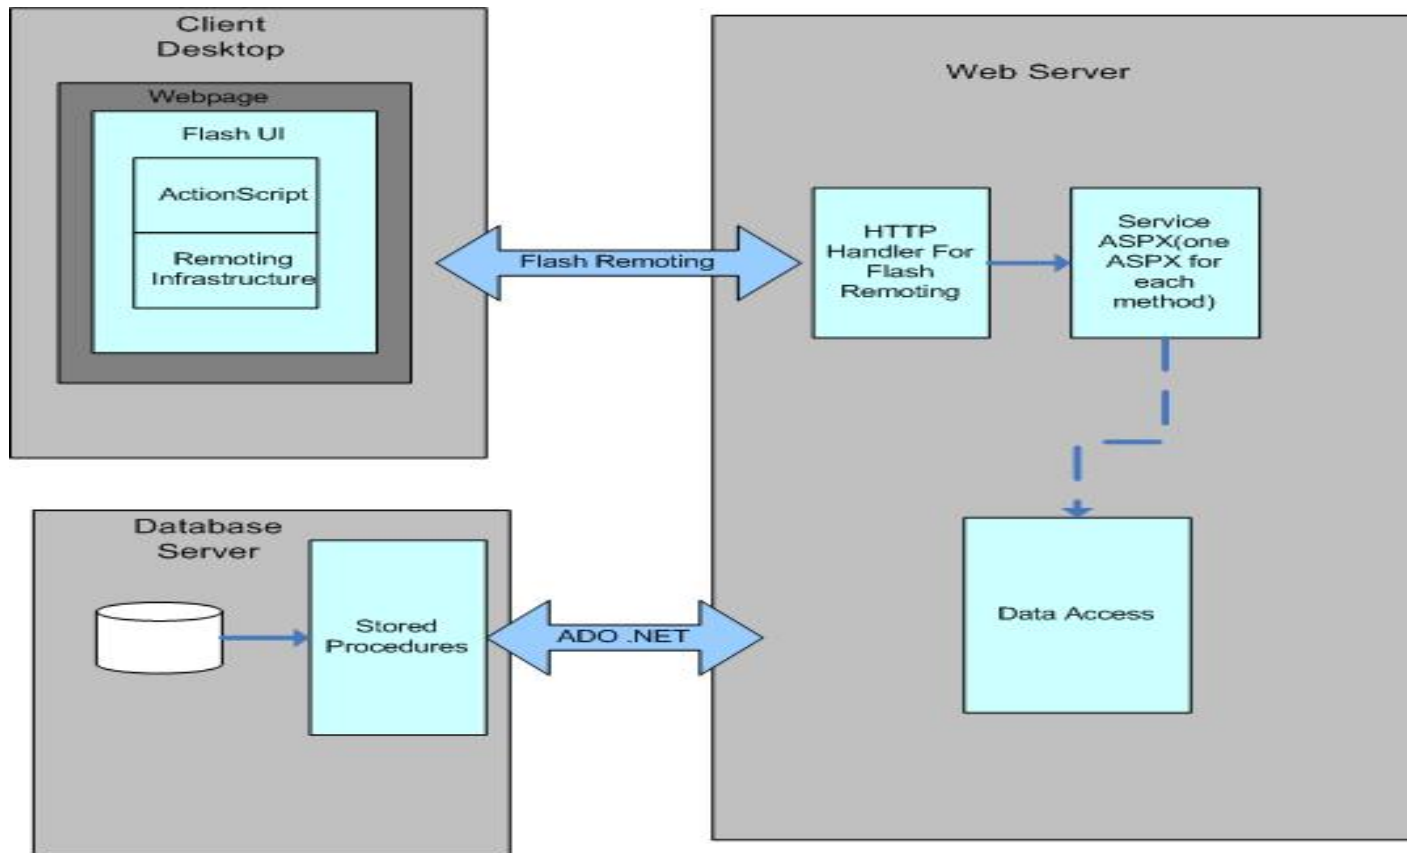 Client
Desktop
Webpage
Flash UI
ActionScript
Remoting
Infrastructure
Flash Remoting
Web Server
HTTP
Handler For
Flash
Remoting
Service
ASPX(one
ASPX for
each
method)
Database
Server
Stored
Procedures
ADO .NET
Data Access